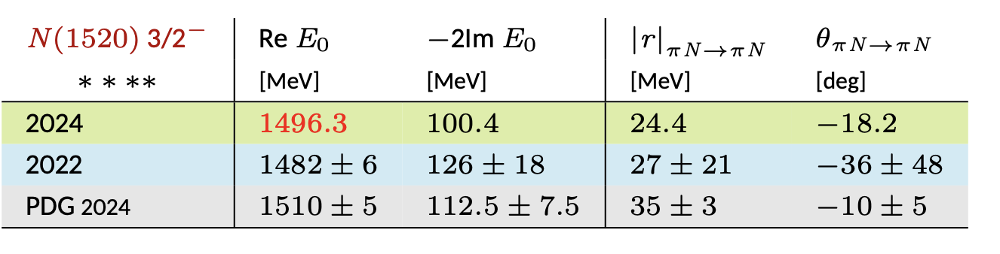 N(1520) 3/2⁻ Re E₀ −2Im E₀ |r|πN→πN θπN→πN
∗ ∗ ∗∗ [MeV] [MeV] [MeV] [deg]
2024 1496.3 100.4 24.4 −18.2
2022 1482 ± 6 126 ± 18 27 ± 21 −36 ± 48
PDG 2024 1510 ± 5 112.5 ± 7.5 35 ± 3 −10 ± 5